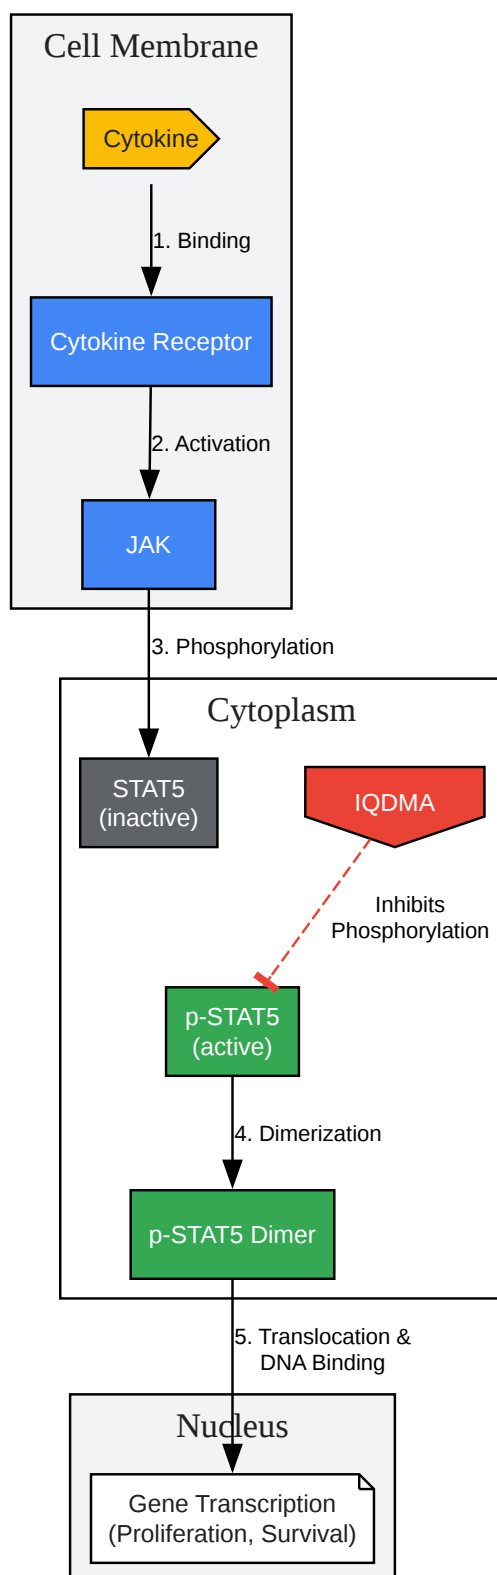 Cell Membrane
Cytokine
1. Binding
Cytokine Receptor
2. Activation
JAK
3. Phosphorylation
Cytoplasm
STAT5
(inactive)
IQDMA
Inhibits
Phosphorylation
p-STAT5
(active)
4. Dimerization
p-STAT5 Dimer
5. Translocation &
DNA Binding
Nucleus
Gene Transcription
(Proliferation, Survival)